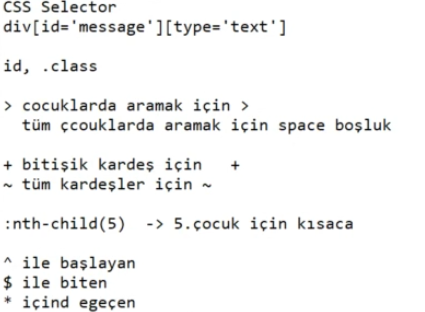 CSS Selector
div[id='message'][type='text']
id, .class
> cocuklarda aramak için >
tüm çcouklarda aramak için space boşluk
+ bitişik kardeş için +
~ tüm kardeşler için ~
:nth-child(5) -> 5.çocuk için kısaca
^ ile başlayan
$ ile biten
* içind egeçen